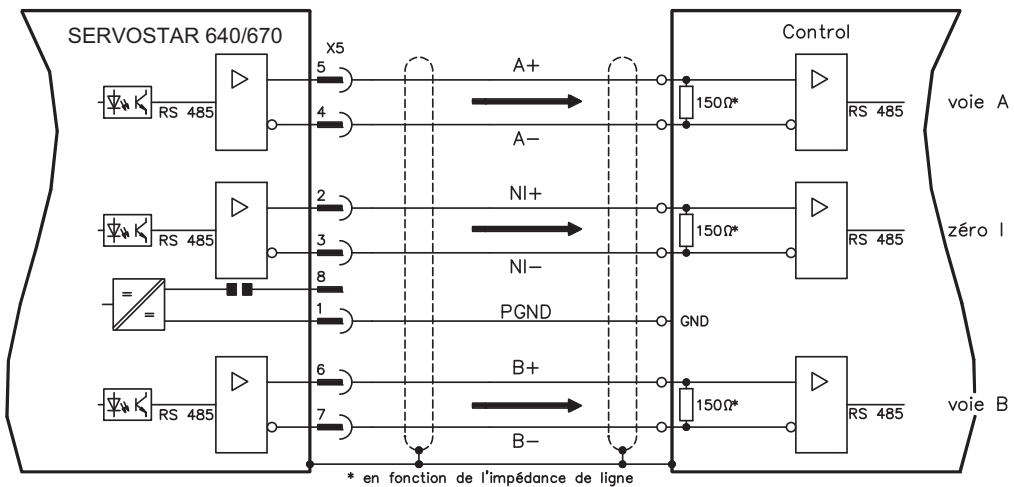 SERVOSTAR 640/670
X5
Control
5
A+
150Ω*
RS 485
RS 485
voie A
4
A-
2
NI+
150Ω*
RS 485
RS 485
zéro I
3
NI-
8
=
=
1
PGND
GND
6
B+
150Ω*
RS 485
RS 485
voie B
7
B-
* en fonction de l'impédance de ligne